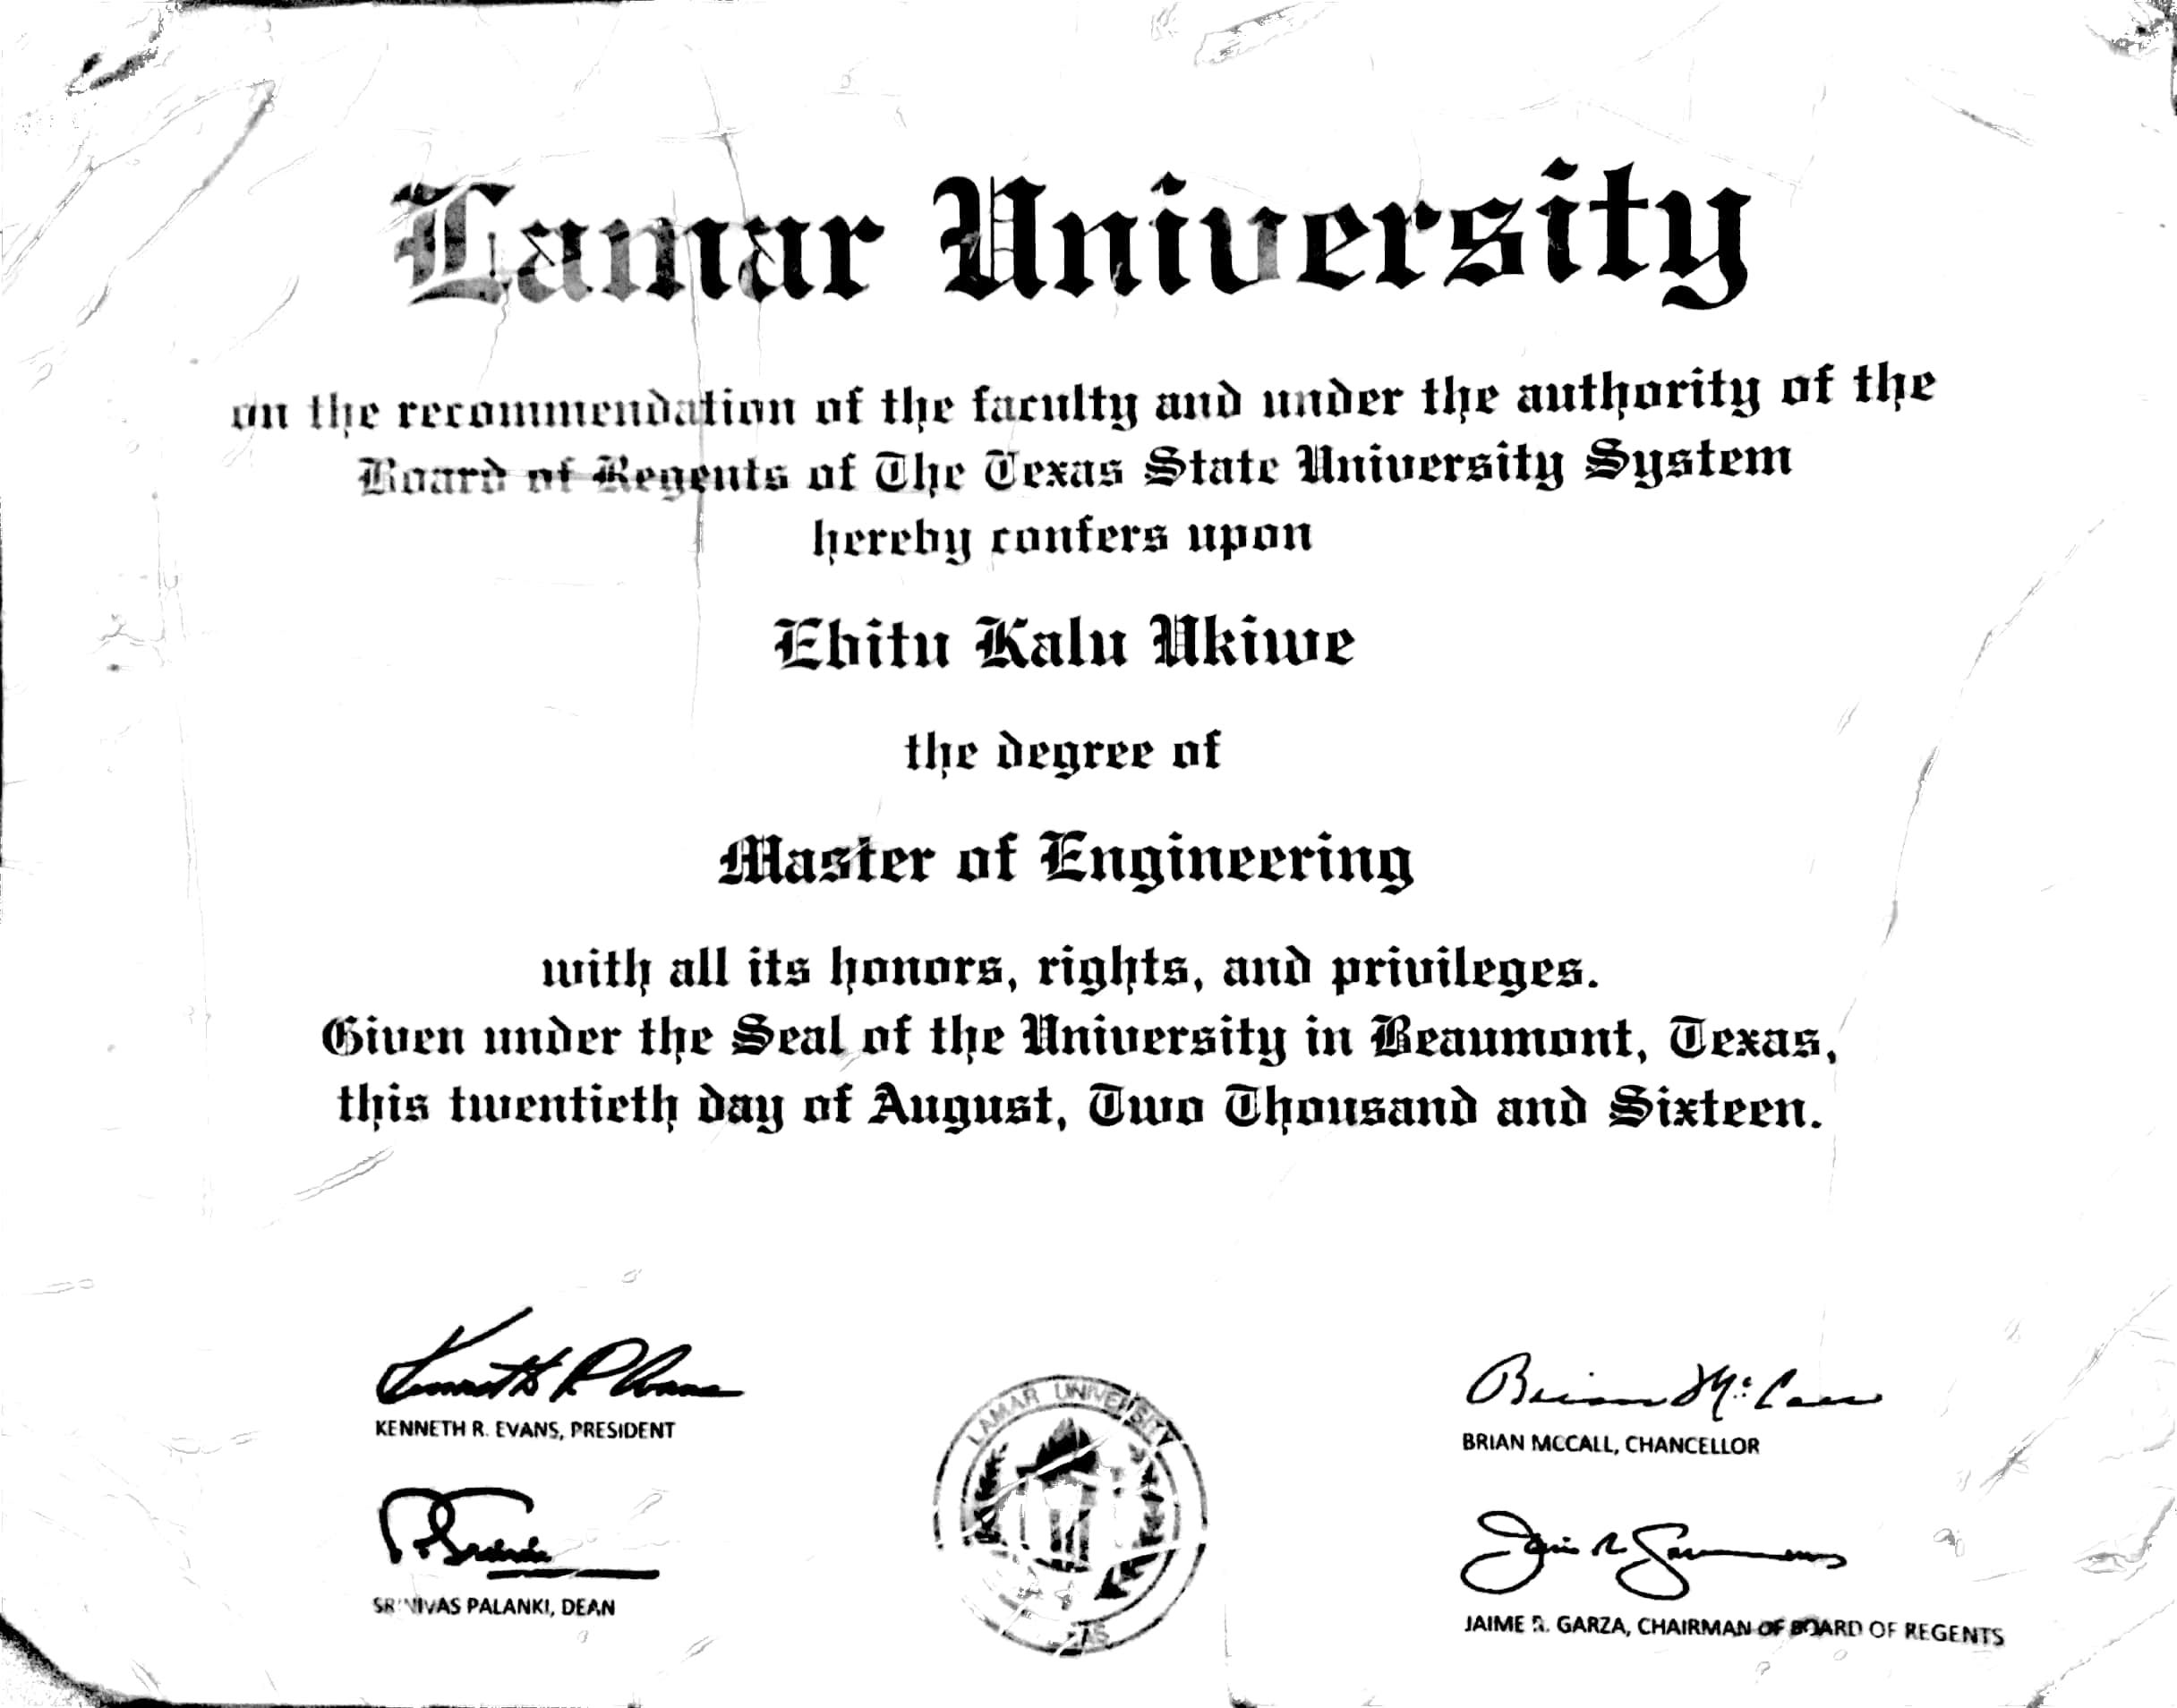 Lamar University
on the recommendation of the faculty and under the authority of the
Board of Regents of The Texas State University System
hereby confers upon
Ebitu Kalu Ukiwe
the degree of
Master of Engineering
with all its honors, rights, and privileges.
Given under the Seal of the University in Beaumont, Texas,
this twentieth day of August, Two Thousand and Sixteen.
KENNETH R. EVANS, PRESIDENT
BRIAN MCCALL, CHANCELLOR
LAMAR UNIVERSITY
SRINIVAS PALANKI, DEAN
JAIME R. GARZA, CHAIRMAN OF BOARD OF REGENTS